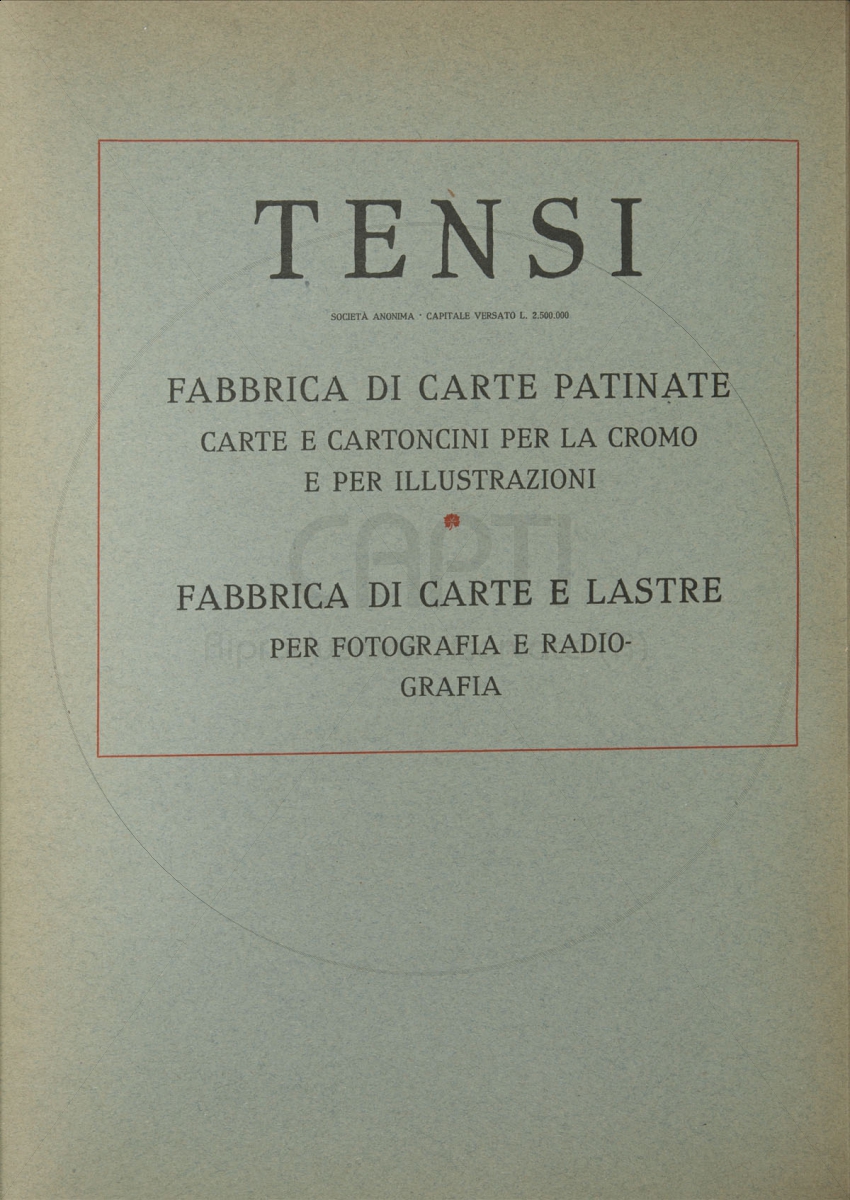 TENSI
SOCIETÀ ANONIMA - CAPITALE VERSATO L. 2.500.000
FABBRICA DI CARTE PATINATE
CARTE E CARTONCINI PER LA CROMO
E PER ILLUSTRAZIONI
CAPTI
FABBRICA DI CARTE E LASTRE
PER FOTOGRAFIA E RADIO-
GRAFIA